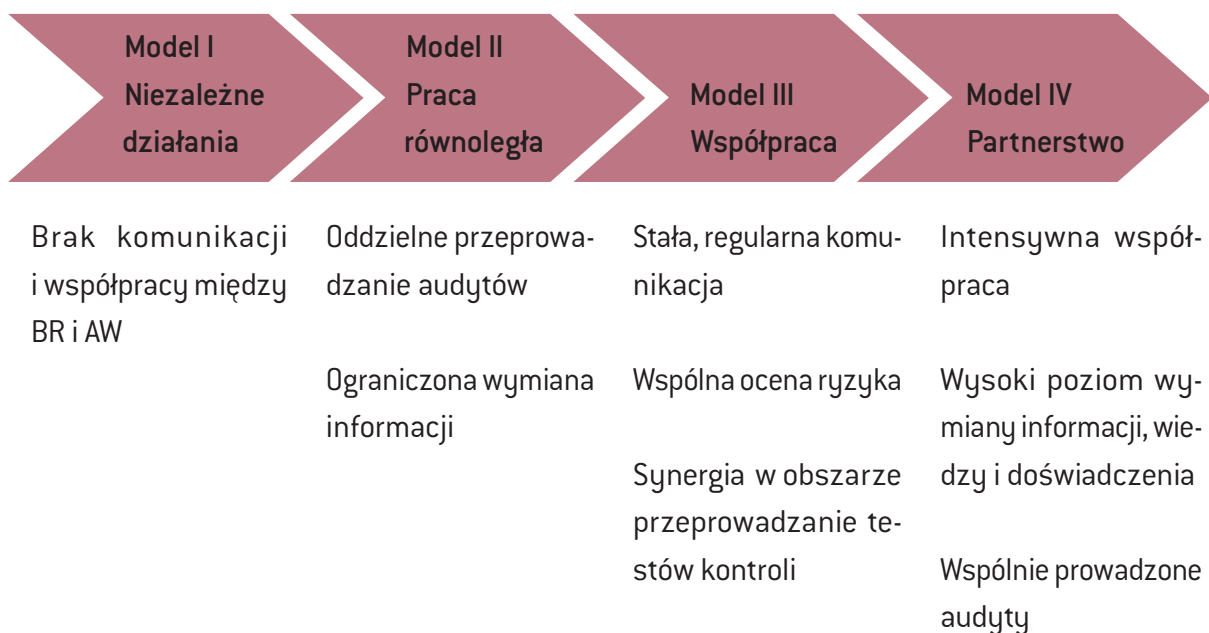 Model I
Niezależne
działania
Model II
Praca
równoległa
Model III
Współpraca
Model IV
Partnerstwo
Brak komunikacji
i współpracy między
BR i AW
Oddzielne przeprowa-
dzanie audytów
Ograniczona wymiana
informacji
Stała, regularna komu-
nikacja
Wspólna ocena ryzyka
Synergia w obszarze
przeprowadzanie te-
stów kontroli
Intensywna współ-
praca
Wysoki poziom wy-
miany informacji, wie-
dzy i doświadczenia
Wspólnie prowadzone
audyty